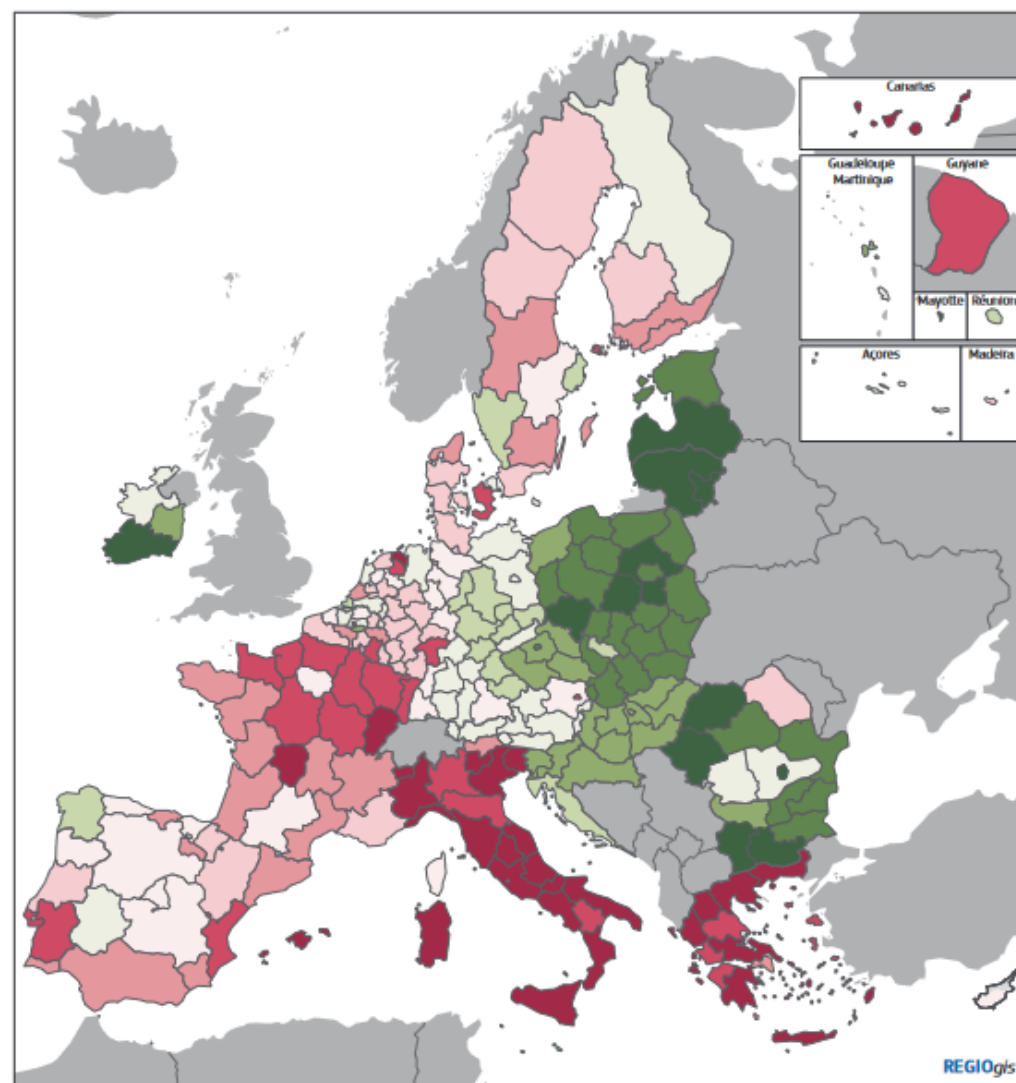 Canarias
Guadeloupe
Martinique
Guyane
Mayotte
Réunion
Açores
Madeira
REGIOgis